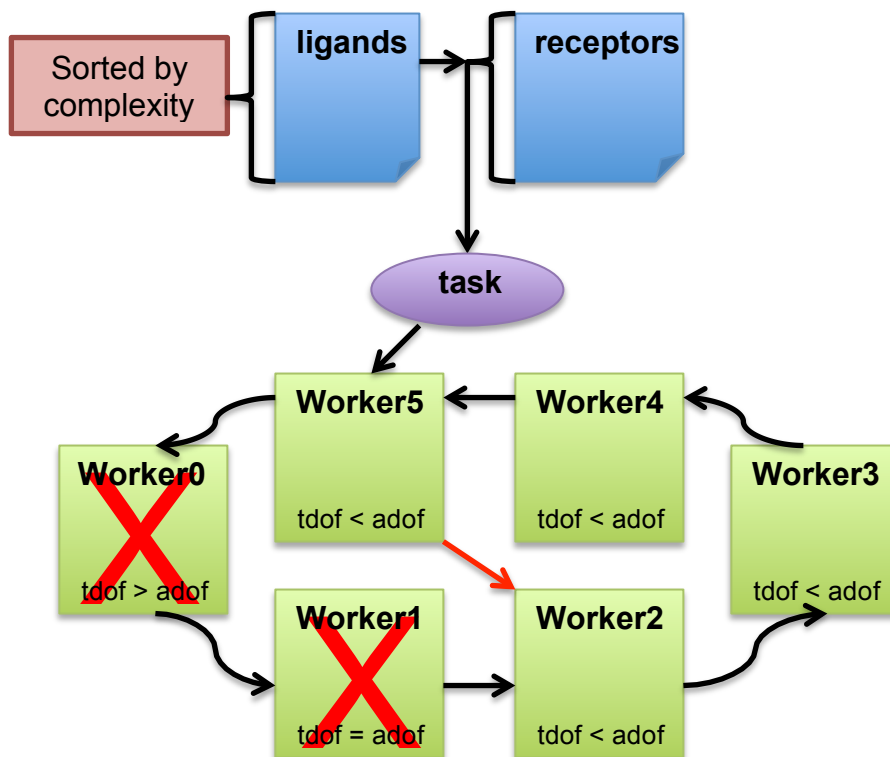 ligands
receptors
Sorted by
complexity
task
Worker5
tdof < adof
Worker4
tdof < adof
Worker0
tdof > adof
Worker3
tdof < adof
Worker1
tdof = adof
Worker2
tdof < adof